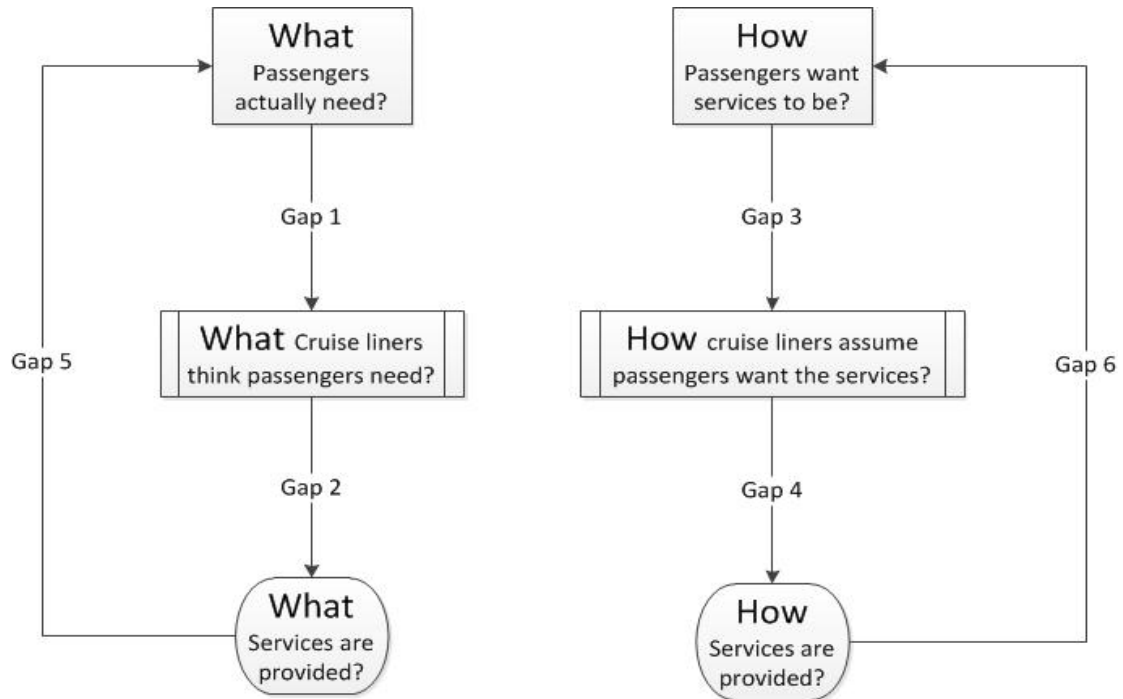 What
Passengers
actually need?
How
Passengers want
services to be?
Gap 1
Gap 3
What Cruise liners
think passengers need?
How cruise liners assume
passengers want the services?
Gap 5
Gap 6
Gap 2
Gap 4
What
Services are
provided?
How
Services are
provided?